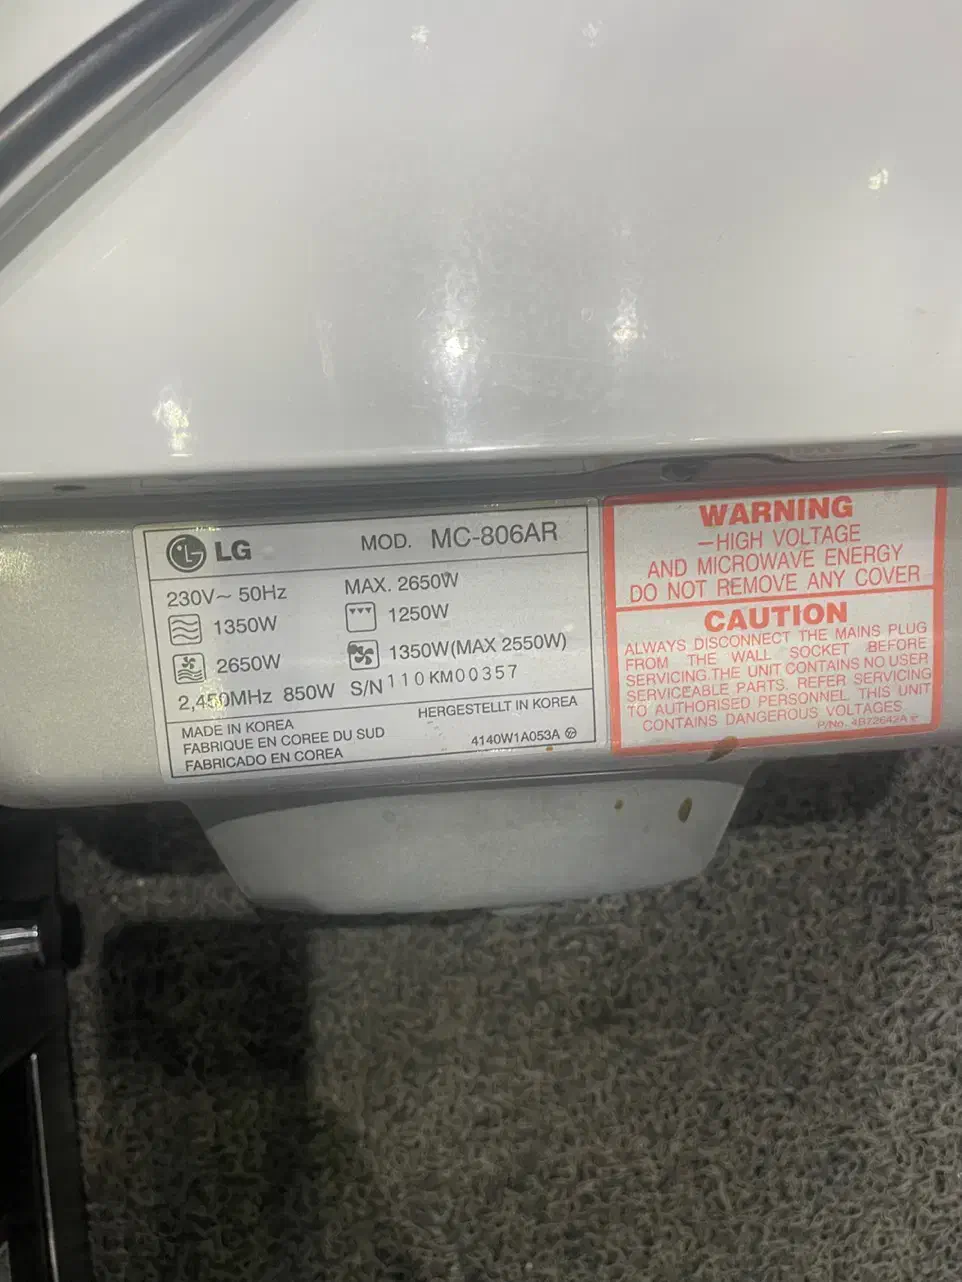 LG MOD. MC-806AR
230V~ 50Hz MAX. 2650W
1350W 1250W
2650W 1350W(MAX 2550W)
2,450MHz 850W S/N 110KM00357
MADE IN KOREA HERGESTELLT IN KOREA
FABRIQUE EN COREE DU SUD
FABRICADO EN COREA 4140W1A053A
WARNING
–HIGH VOLTAGE
AND MICROWAVE ENERGY
DO NOT REMOVE ANY COVER
CAUTION
ALWAYS DISCONNECT THE MAINS PLUG
FROM THE WALL SOCKET BEFORE
SERVICING.THE UNIT CONTAINS NO USER
SERVICEABLE PARTS. REFER SERVICING
TO AUTHORISED PERSONNEL. THIS UNIT
CONTAINS DANGEROUS VOLTAGES.
P/No. 4B72642A